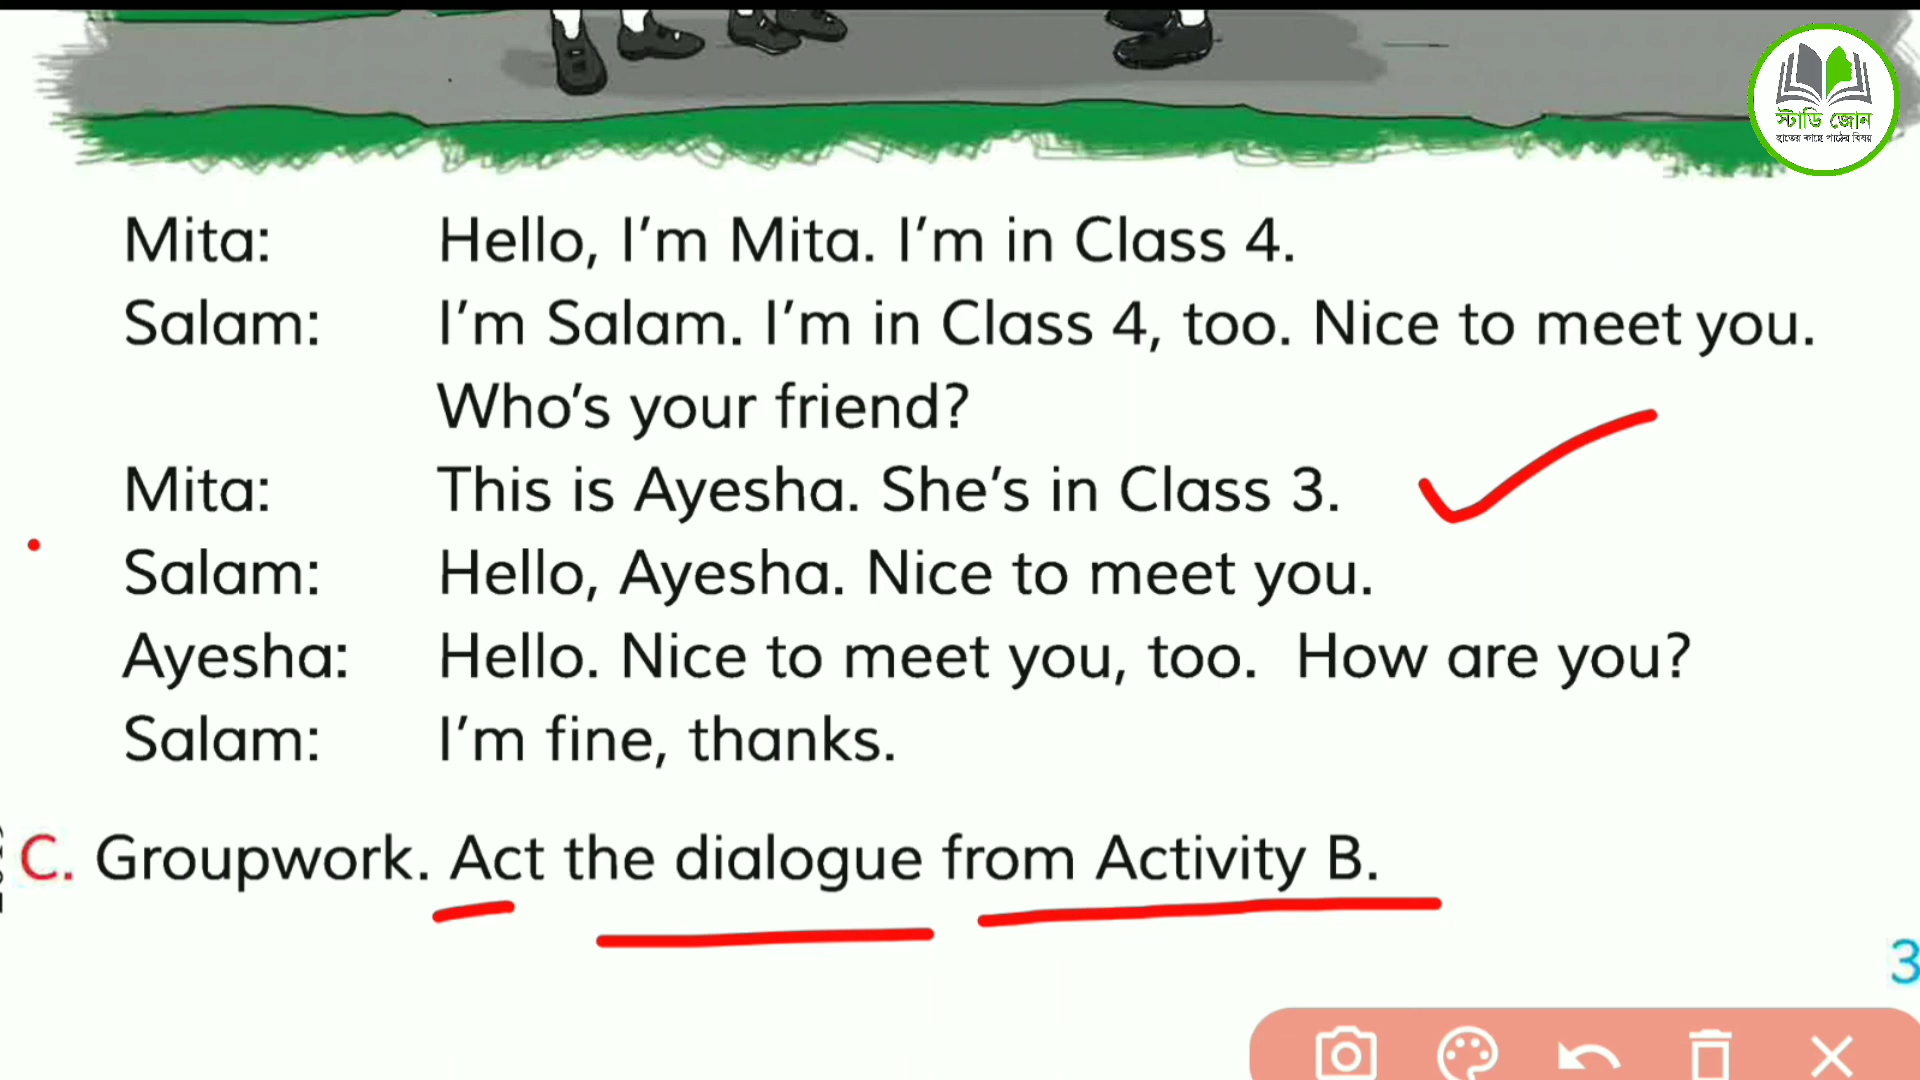 স্টাডি জোন
হাতের কাছে পাঠের বিষয়
Mita: Hello, I’m Mita. I’m in Class 4.
Salam: I’m Salam. I’m in Class 4, too. Nice to meet you.
Who’s your friend?
Mita: This is Ayesha. She’s in Class 3.
Salam: Hello, Ayesha. Nice to meet you.
Ayesha: Hello. Nice to meet you, too. How are you?
Salam: I’m fine, thanks.
C. Groupwork. Act the dialogue from Activity B.
3